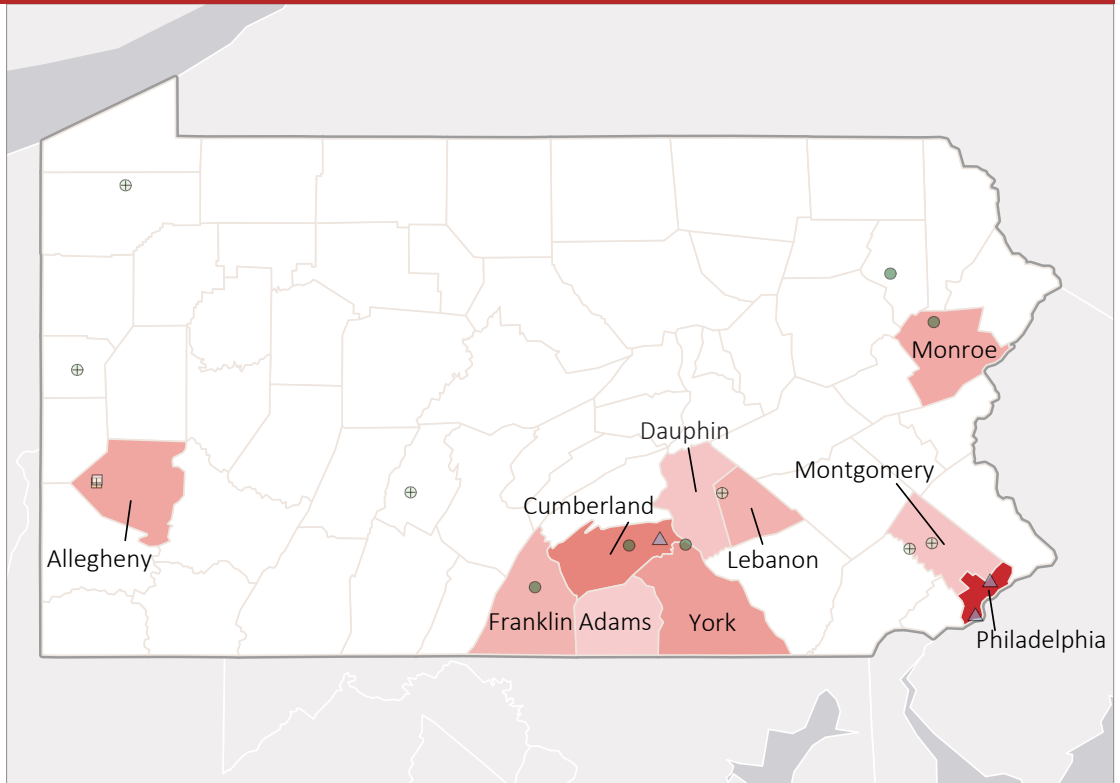 Monroe
Dauphin
Montgomery
Cumberland
Allegheny
Lebanon
Franklin
Adams
York
Philadelphia